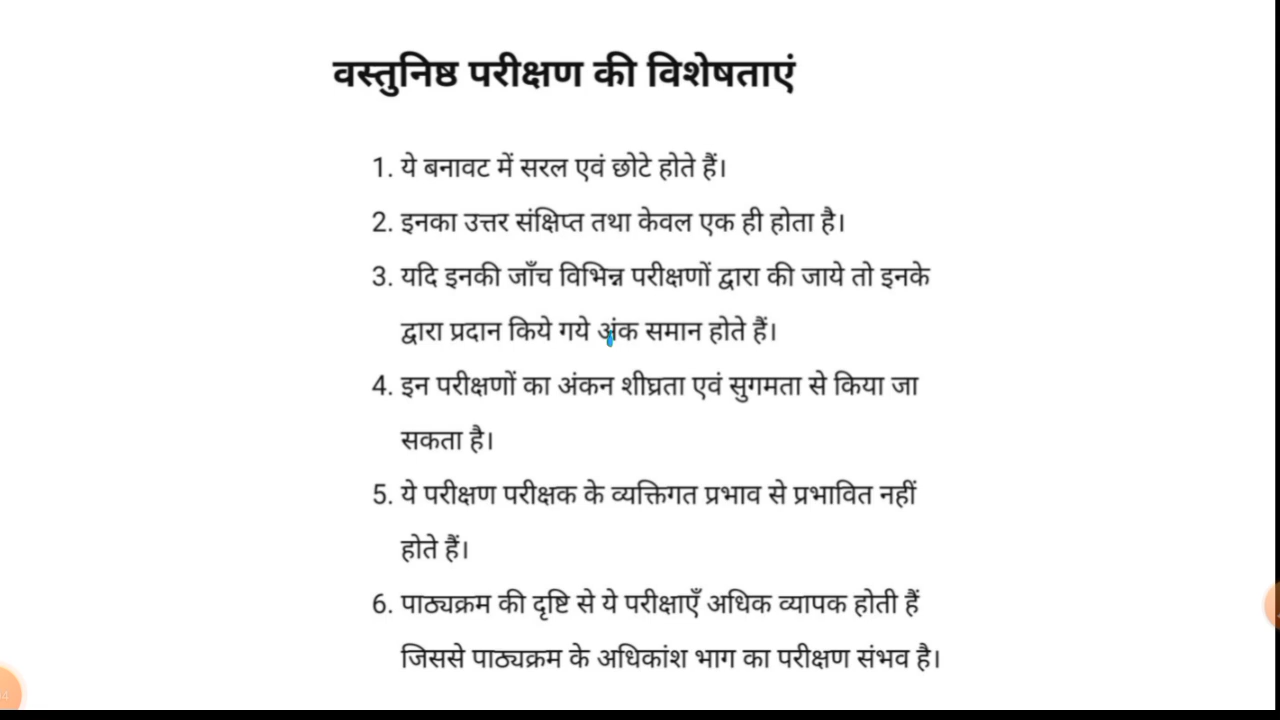 वस्तुनिष्ठ परीक्षण की विशेषताएं
1. ये बनावट में सरल एवं छोटे होते हैं।
2. इनका उत्तर संक्षिप्त तथा केवल एक ही होता है।
3. यदि इनकी जाँच विभिन्न परीक्षणों द्वारा की जाये तो इनके
द्वारा प्रदान किये गये अंक समान होते हैं।
4. इन परीक्षणों का अंकन शीघ्रता एवं सुगमता से किया जा
सकता है।
5. ये परीक्षण परीक्षक के व्यक्तिगत प्रभाव से प्रभावित नहीं
होते हैं।
6. पाठ्यक्रम की दृष्टि से ये परीक्षाएँ अधिक व्यापक होती हैं
जिससे पाठ्यक्रम के अधिकांश भाग का परीक्षण संभव है।